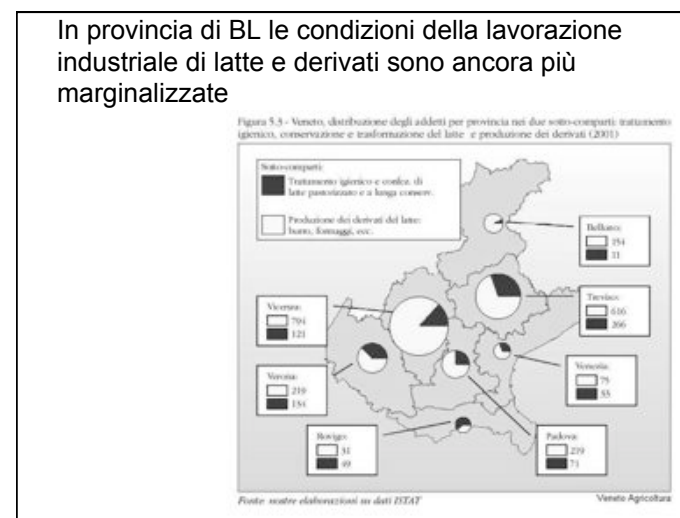 In provincia di BL le condizioni della lavorazione
industriale di latte e derivati sono ancora più
marginalizzate
Figura 5.3 - Veneto, distribuzione degli addetti per provincia nei due sotto-comparti: trattamento
igienico, conservazione e trasformazione del latte e produzione dei derivati (2001)
Sotto-comparti:
Trattamento igienico e confez. di
latte pastorizzato e a lunga conserv.
Produzione dei derivati del latte:
burro, formaggi, ecc.
Belluno:
154
11
Treviso:
616
266
Vicenza:
794
121
Verona:
219
134
Venezia:
75
Rovigo:
31
49
Padova:
219
71
Fonte: nostre elaborazioni su dati ISTAT
Veneto Agricoltura